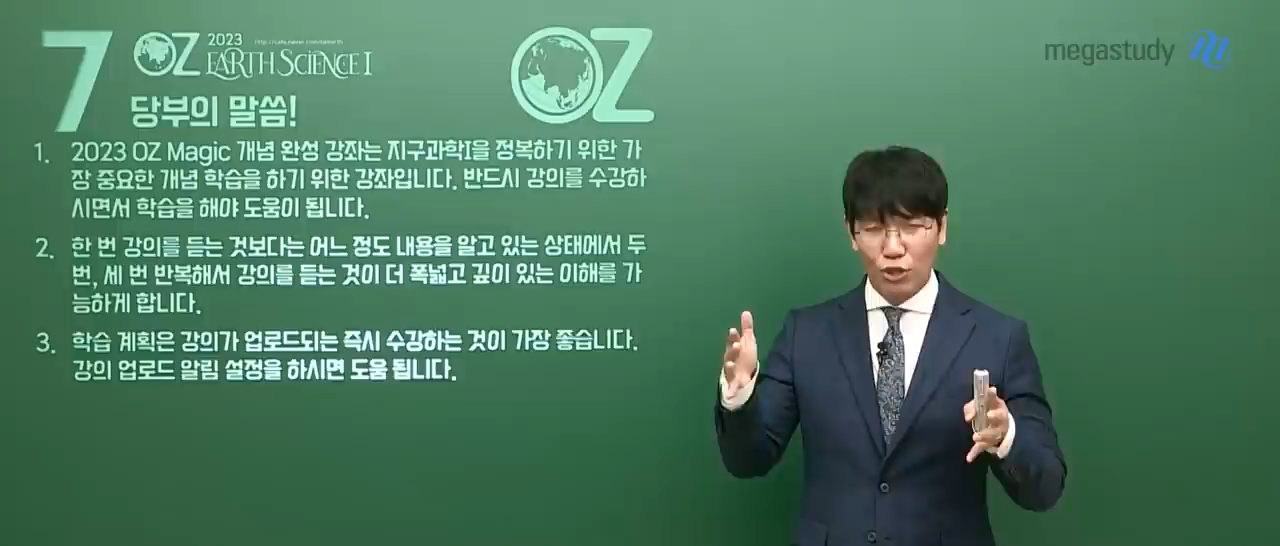 7
OZ
2023
EARTH SCIENCE I
당부의 말씀!
OZ
megastudy
1. 2023 OZ Magic 개념 완성 강좌는 지구과학I을 정복하기 위한 가
장 중요한 개념 학습을 하기 위한 강좌입니다. 반드시 강의를 수강하
시면서 학습을 해야 도움이 됩니다.
2. 한 번 강의를 듣는 것보다는 어느 정도 내용을 알고 있는 상태에서 두
번, 세 번 반복해서 강의를 듣는 것이 더 폭넓고 깊이 있는 이해를 가
능하게 합니다.
3. 학습 계획은 강의가 업로드되는 즉시 수강하는 것이 가장 좋습니다.
강의 업로드 알림 설정을 하시면 도움 됩니다.